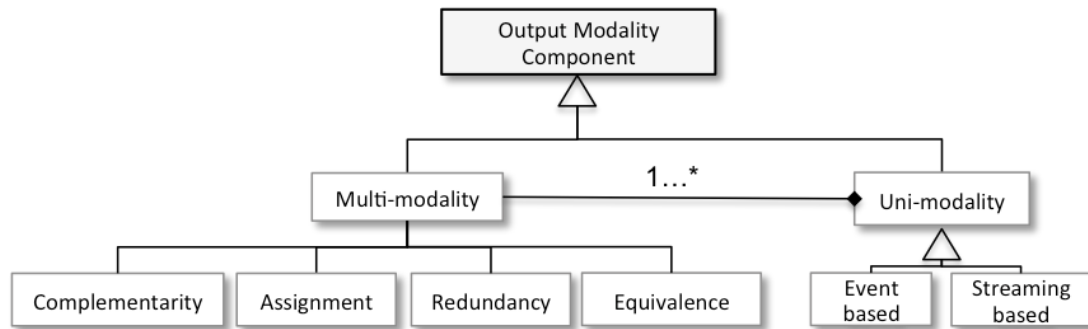 Output Modality
Component
1...*
Multi-modality
Uni-modality
Complementarity
Assignment
Redundancy
Equivalence
Event
based
Streaming
based